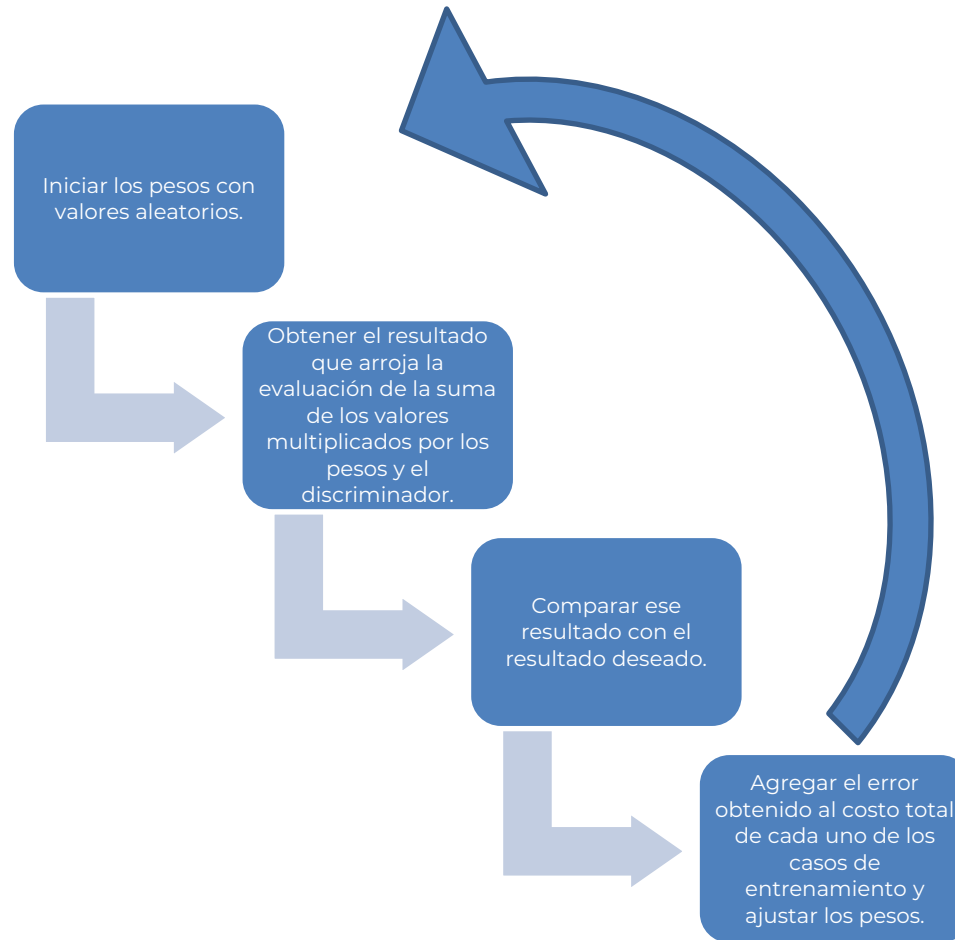 Iniciar los pesos con
valores aleatorios.
Obtener el resultado
que arroja la
evaluación de la suma
de los valores
multiplicados por los
pesos y el
discriminador.
Comparar ese
resultado con el
resultado deseado.
Agregar el error
obtenido al costo total
de cada uno de los
casos de
entrenamiento y
ajustar los pesos.